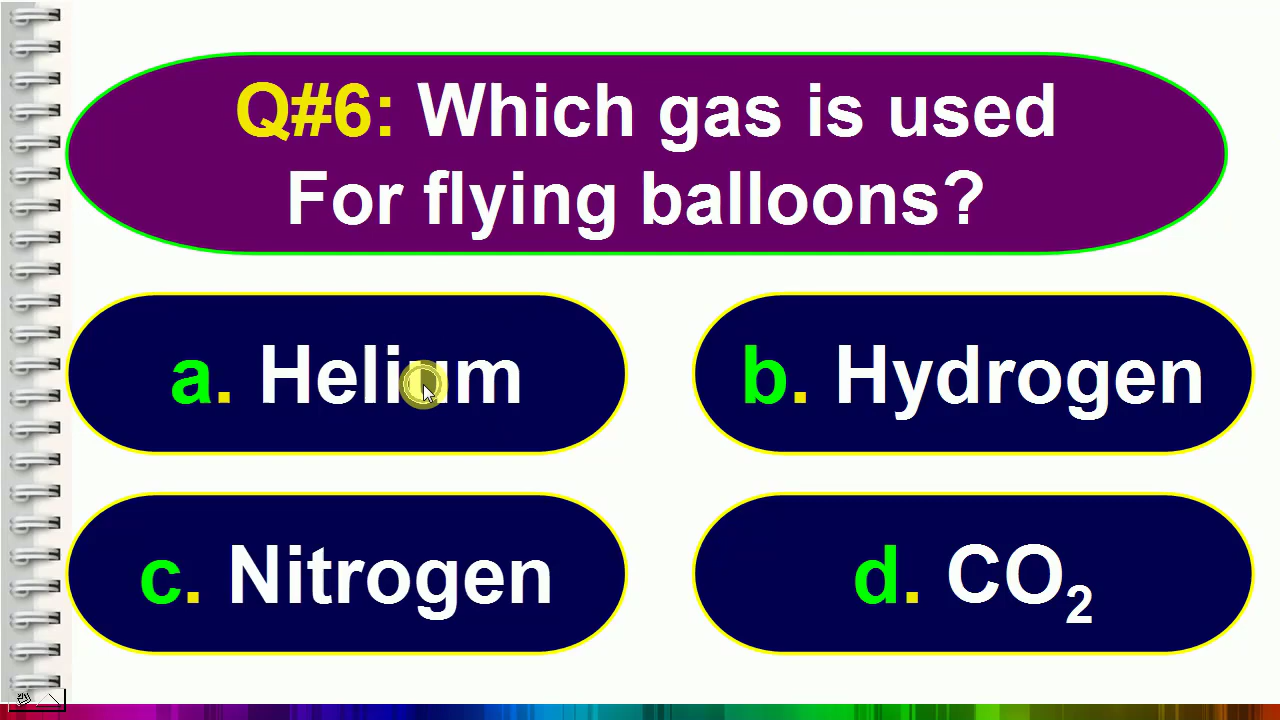 Q#6: Which gas is used
For flying balloons?
a. Helium
b. Hydrogen
c. Nitrogen
d. CO₂